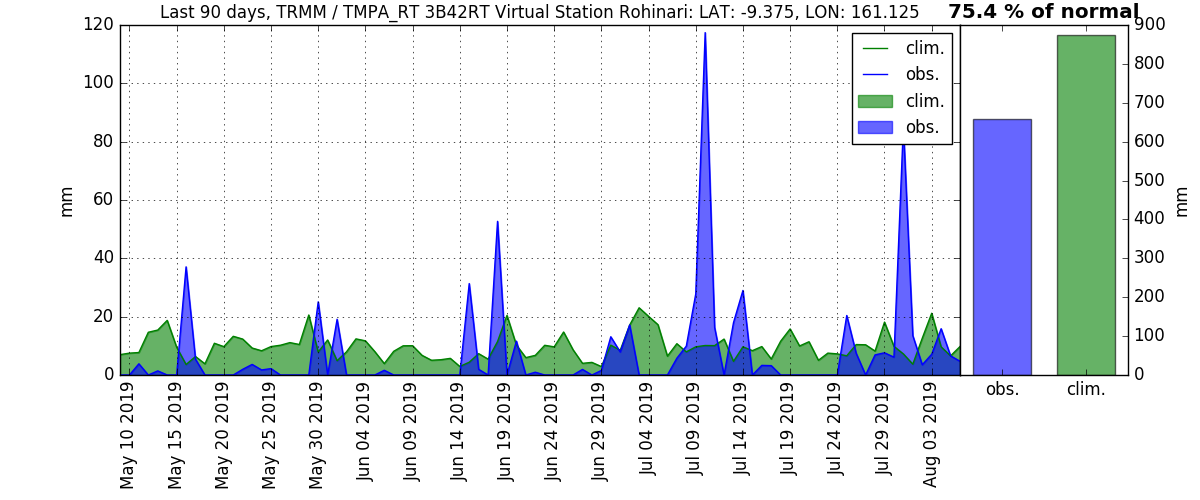 Last 90 days, TRMM / TMPA_RT 3B42RT Virtual Station Rohinari: LAT: -9.375, LON: 161.125
75.4 % of normal
120
100
80
60
40
20
0
mm
clim.
obs.
clim.
obs.
May 10 2019
May 15 2019
May 20 2019
May 25 2019
May 30 2019
Jun 04 2019
Jun 09 2019
Jun 14 2019
Jun 19 2019
Jun 24 2019
Jun 29 2019
Jul 04 2019
Jul 09 2019
Jul 14 2019
Jul 19 2019
Jul 24 2019
Jul 29 2019
Aug 03 2019
900
800
700
600
500
400
300
200
100
0
mm
obs.
clim.